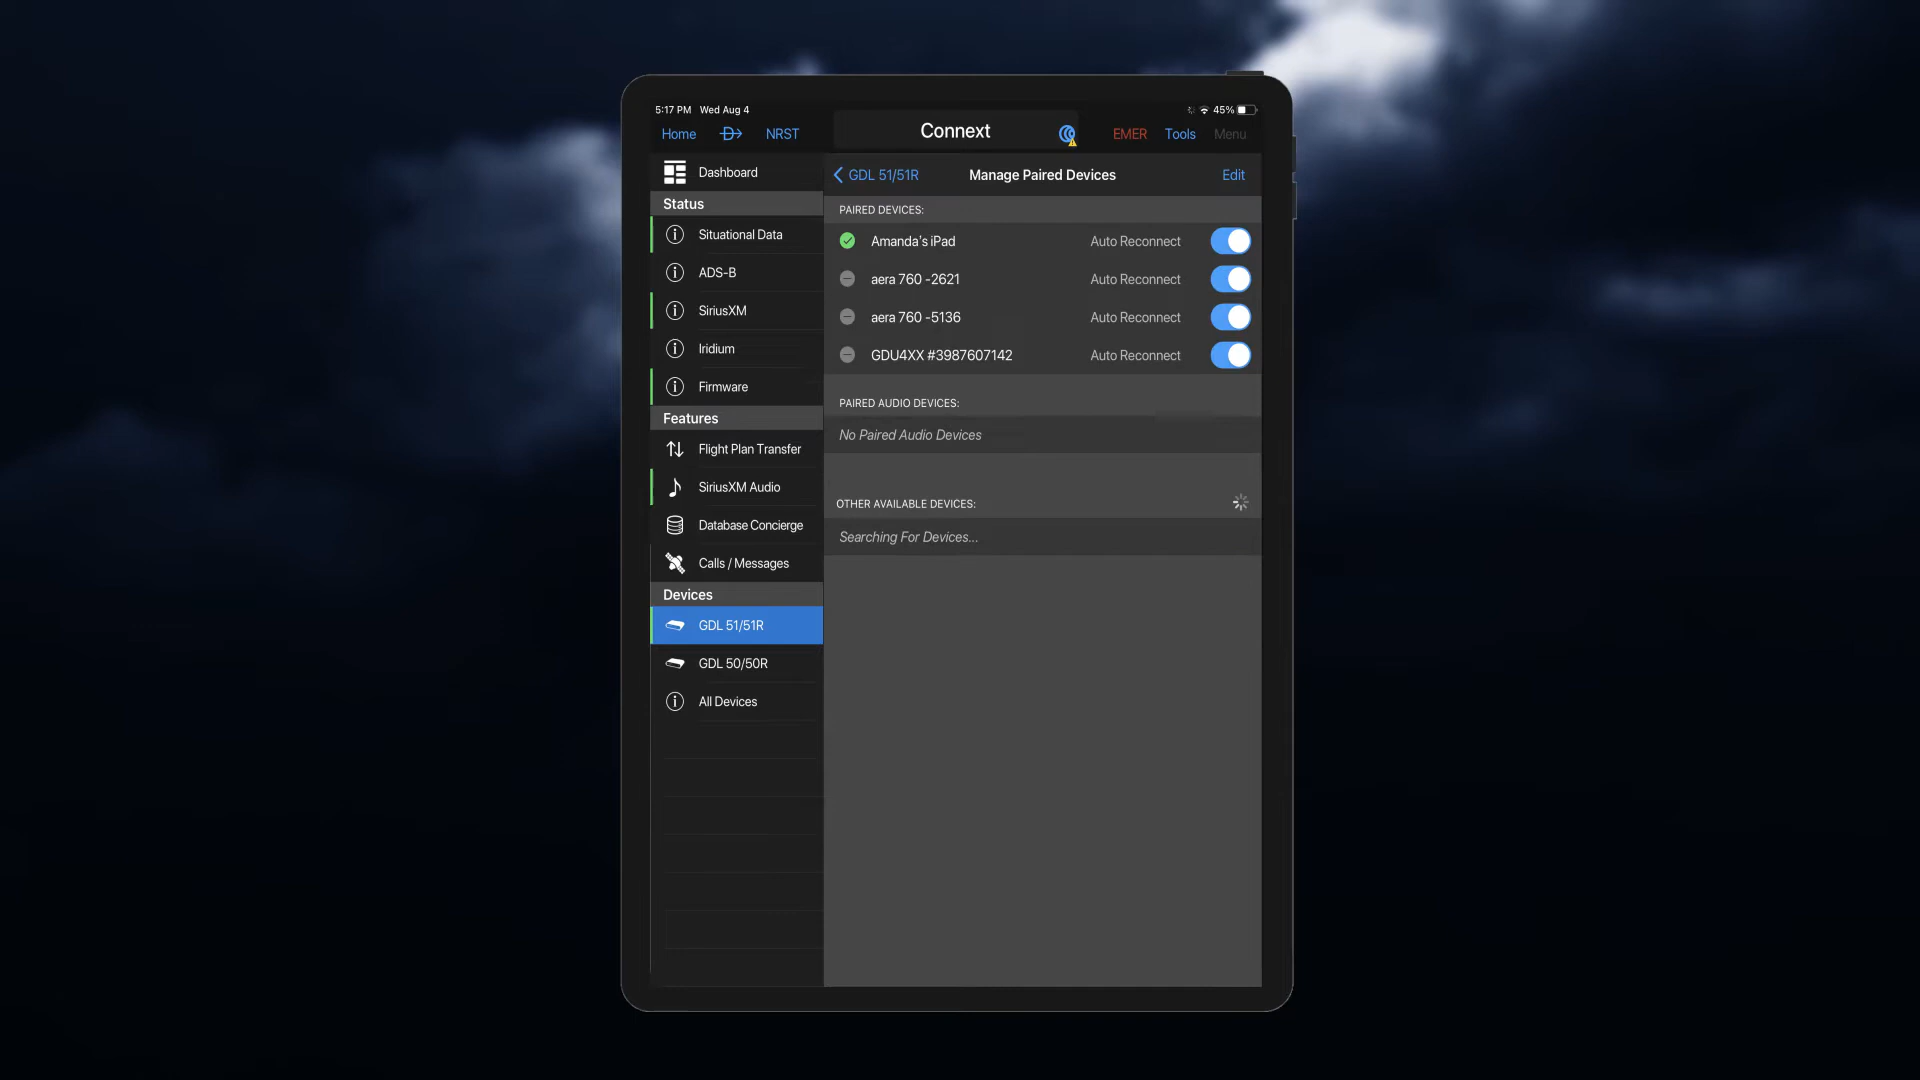 5:17 PM Wed Aug 4
45%
Home NRST Connext EMER Tools Menu
Dashboard
Status
Situational Data
ADS-B
SiriusXM
Iridium
Firmware
Features
Flight Plan Transfer
SiriusXM Audio
Database Concierge
Calls / Messages
Devices
GDL 51/51R
GDL 50/50R
All Devices
GDL 51/51R Manage Paired Devices Edit
PAIRED DEVICES:
Amanda's iPad Auto Reconnect
aera 760 -2621 Auto Reconnect
aera 760 -5136 Auto Reconnect
GDU4XX #3987607142 Auto Reconnect
PAIRED AUDIO DEVICES:
No Paired Audio Devices
OTHER AVAILABLE DEVICES:
Searching For Devices...